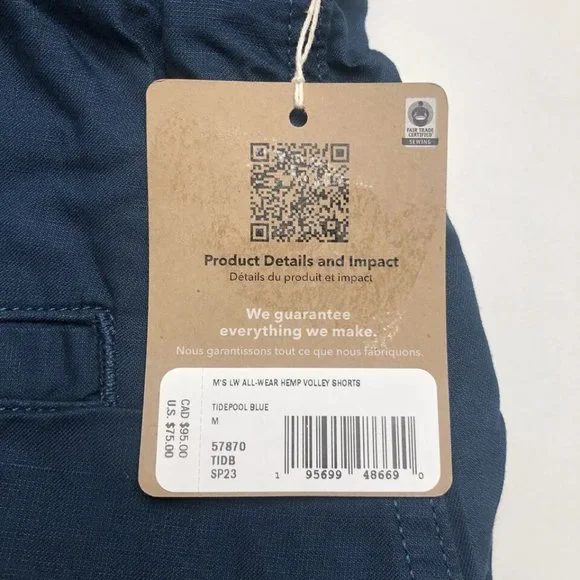 FAIR TRADE
CERTIFIED
SEWING
Product Details and Impact
Détails du produit et impact
We guarantee
everything we make.
Nous garantissons tout ce que nous fabriquons.
M'S LW ALL-WEAR HEMP VOLLEY SHORTS
TIDEPOOL BLUE
M
57870
TIDB
SP23
CAD $95.00
U.S. $75.00
1 95699 48669 0